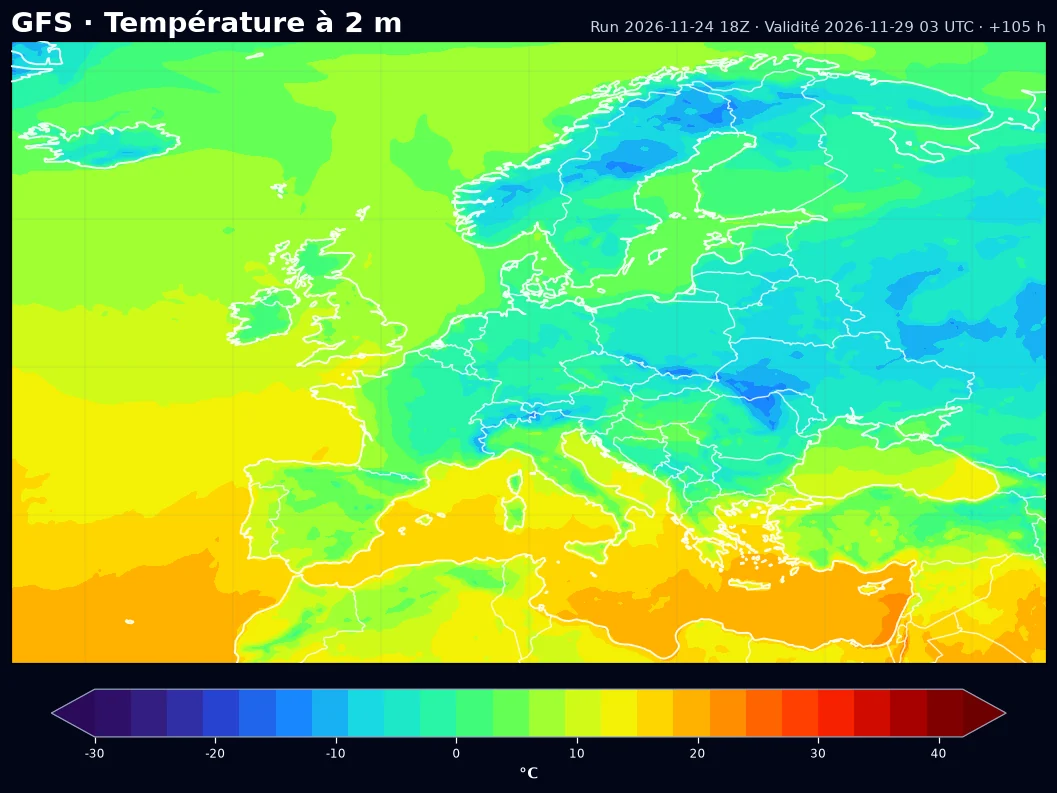 GFS · Température à 2 m
Run 2026-11-24 18Z · Validité 2026-11-29 03 UTC · +105 h
-30 -20 -10 0 10 20 30 40
°C